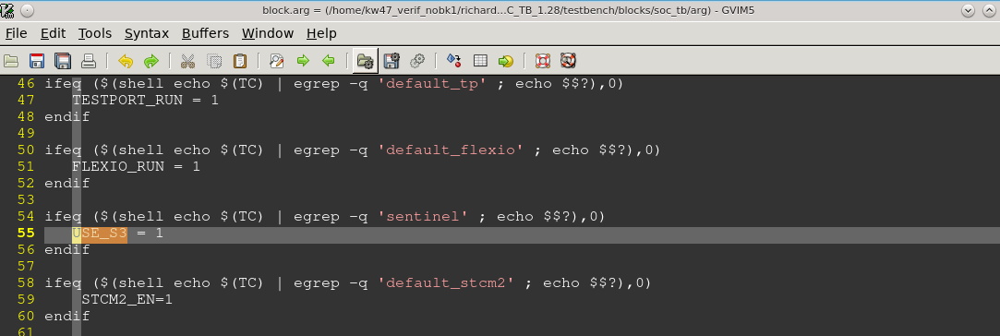 block.arg = (/home/kw47_verif_nobk1/richard...C_TB_1.28/testbench/blocks/soc_tb/arg) - GVIM5
File Edit Tools Syntax Buffers Window Help
46 ifeq ($(shell echo $(TC) | egrep -q 'default_tp' ; echo $$?),0)
47 TESTPORT_RUN = 1
48 endif
49
50 ifeq ($(shell echo $(TC) | egrep -q 'default_flexio' ; echo $$?),0)
51 FLEXIO_RUN = 1
52 endif
53
54 ifeq ($(shell echo $(TC) | egrep -q 'sentinel' ; echo $$?),0)
55 USE_S3 = 1
56 endif
57
58 ifeq ($(shell echo $(TC) | egrep -q 'default_stcm2' ; echo $$?),0)
59 STCM2_EN=1
60 endif
61